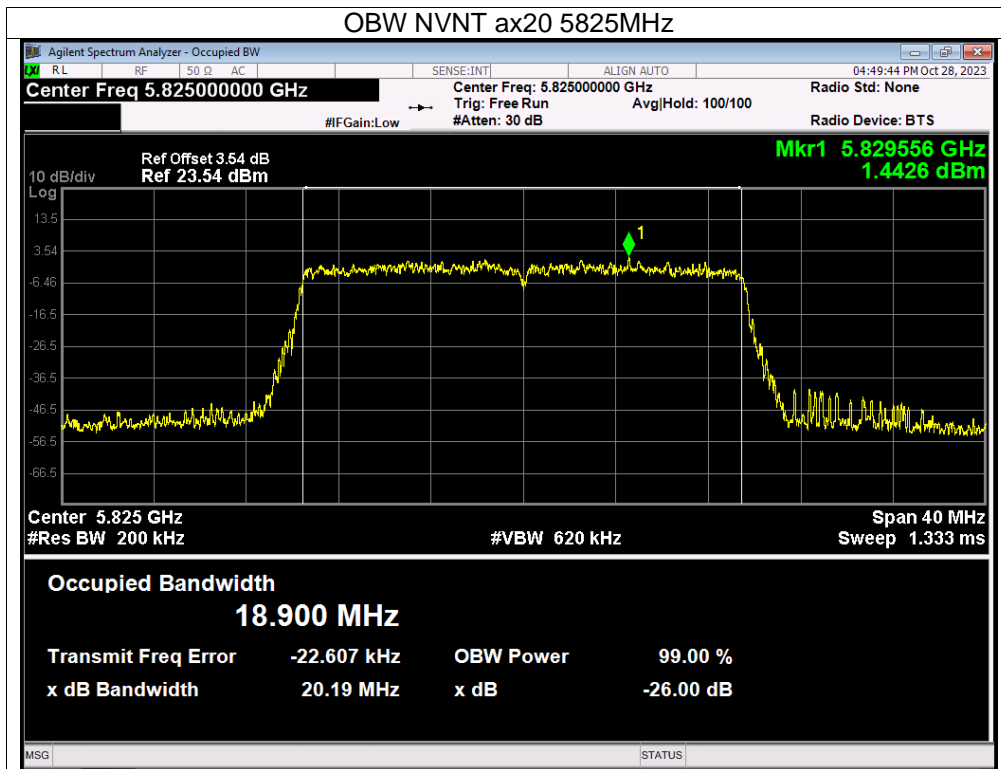 OBW NVNT ax20 5825MHz
Agilent Spectrum Analyzer - Occupied BW
LXI RL RF 50 Ω AC SENSE:INT ALIGN AUTO 04:49:44 PM Oct 28, 2023
Center Freq 5.825000000 GHz Center Freq: 5.825000000 GHz Radio Std: None
Trig: Free Run Avg|Hold: 100/100
#IFGain:Low #Atten: 30 dB Radio Device: BTS
Mkr1 5.829556 GHz
1.4426 dBm
Ref Offset 3.54 dB
10 dB/div Ref 23.54 dBm
Log
13.5
3.54
1
-6.46
-16.5
-26.5
-36.5
-46.5
-56.5
-66.5
Center 5.825 GHz Span 40 MHz
#Res BW 200 kHz #VBW 620 kHz Sweep 1.333 ms
Occupied Bandwidth
18.900 MHz
Transmit Freq Error -22.607 kHz OBW Power 99.00 %
x dB Bandwidth 20.19 MHz x dB -26.00 dB
MSG STATUS